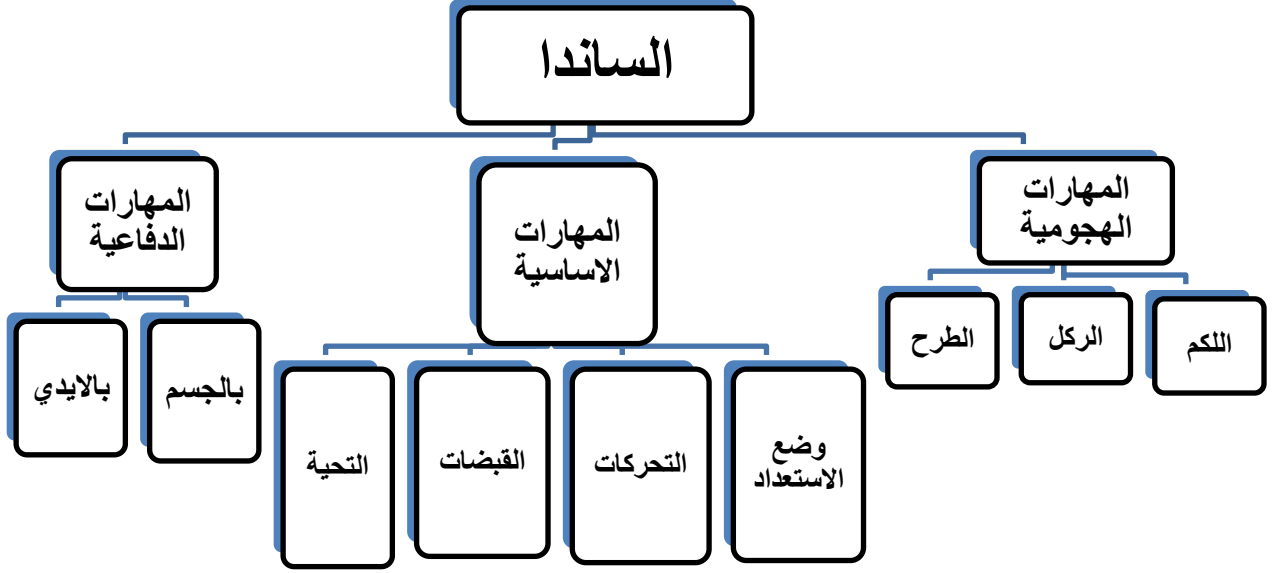 الساندا
المهارات
الهجومية
المهارات
الاساسية
المهارات
الدفاعية
اللكم
الركل
الطرح
وضع
الاستعداد
التحركات
القبضات
التحية
بالجسم
بالايدي